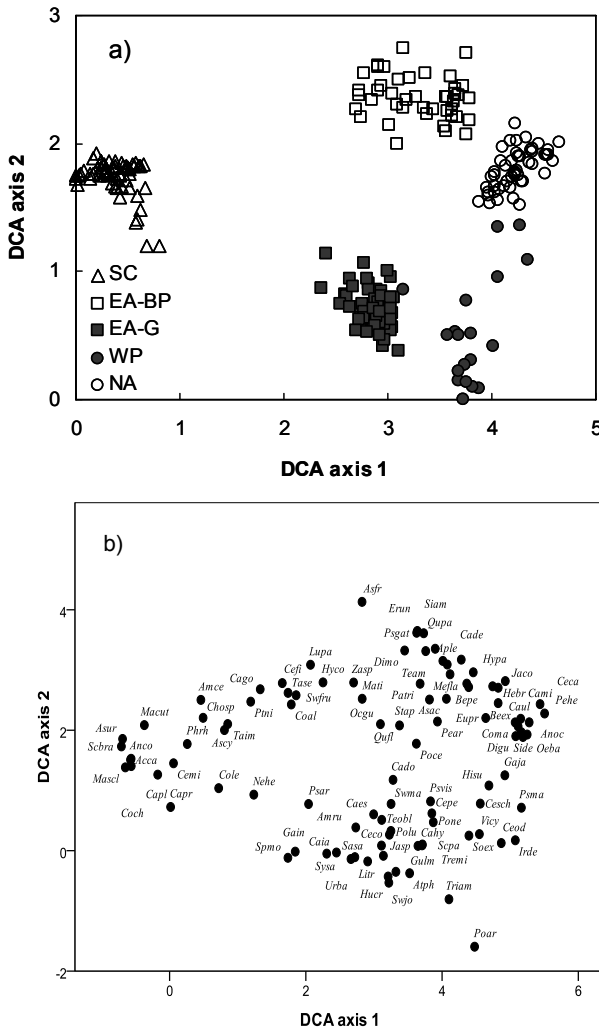 a)
3
2
1
0
DCA axis 2
SC
EA-BP
EA-G
WP
NA
0 1 2 3 4 5
DCA axis 1
b)
4
2
0
-2
DCA axis 2
Asfr
Siam
Erun
Qupa
Psgat
Cade
Aple
Lupa
Dimo
Hypa
Cefi
Hyco
Zasp
Team
Jaco
Cago
Tase
Mati
Mefla
Hebr
Ceca
Amce
Swfru
Patri
Bepe
Cami
Pehe
Macut
Chosp
Ptni
Coal
Ocgu
Stap
Asac
Eupr
Beex
Caul
Asur
Phrh
Taim
Qufl
Pear
Coma
Anoc
Scbra
Anco
Ascy
Poce
Digu
Side
Oeba
Acca
Gaja
Mascl
Cemi
Cole
Nehe
Cado
Hisu
Capl
Capr
Psar
Swma
Psvis
Psma
Coch
Amru
Caes
Teobl
Cepe
Cesch
Gain
Ceco
Polu
Pone
Vicy
Ceod
Spmo
Caia
Sasa
Jasp
Cahy
Scpa
Soex
Irde
Sysa
Litr
Gulm
Tremi
Urba
Hucr
Atph
Swjo
Triam
Poar
0 2 4 6
DCA axis 1